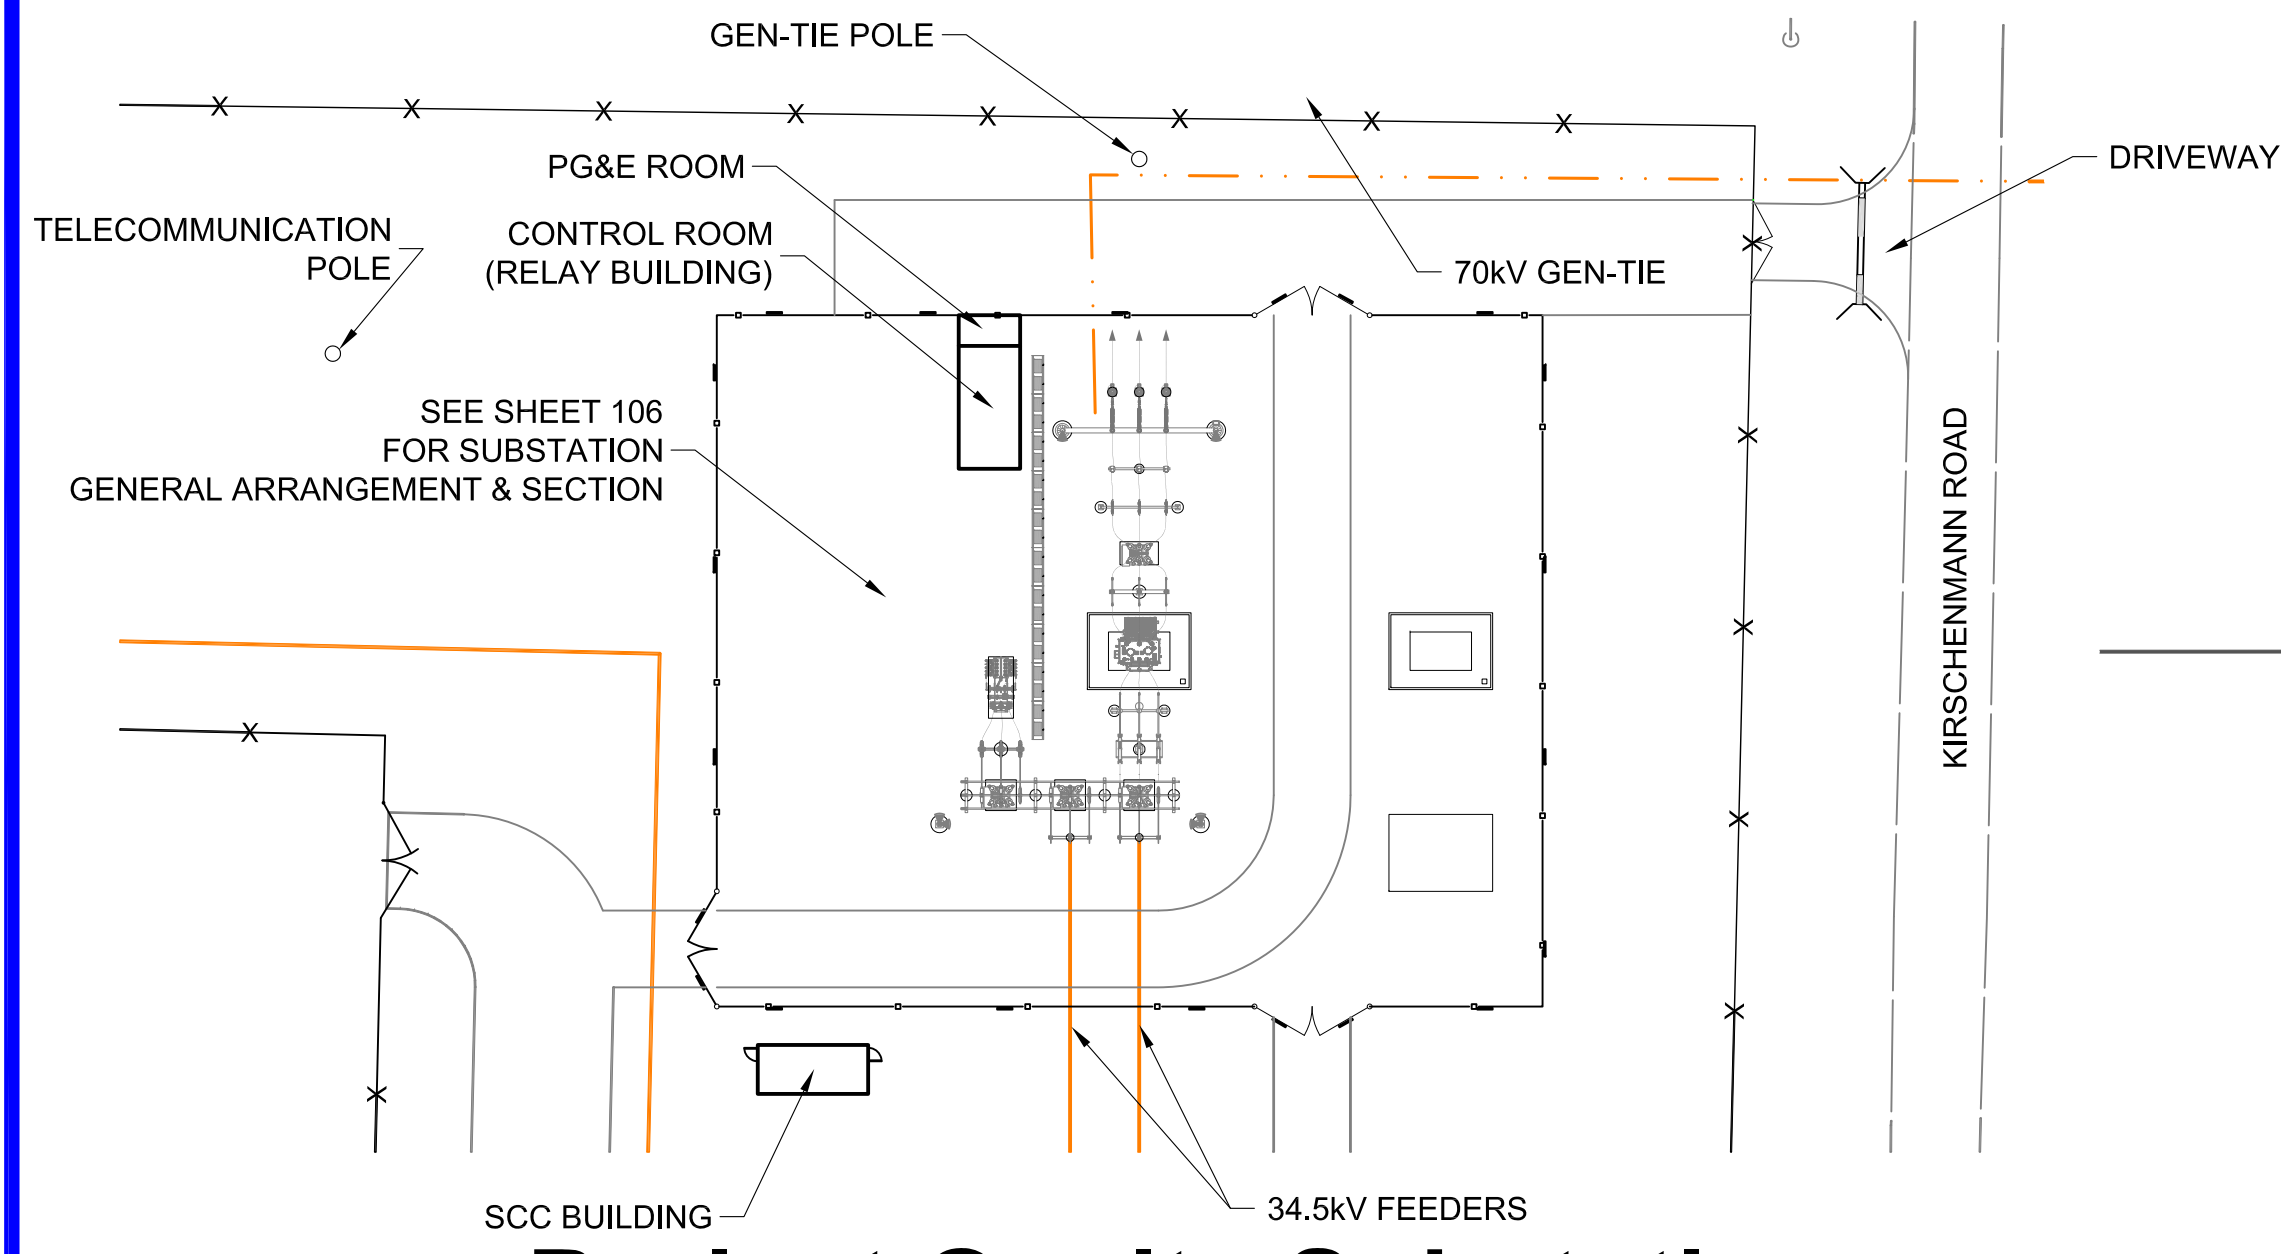 GEN-TIE POLE
PG&E ROOM
DRIVEWAY
TELECOMMUNICATION
POLE
CONTROL ROOM
(RELAY BUILDING)
70kV GEN-TIE
SEE SHEET 106
FOR SUBSTATION
GENERAL ARRANGEMENT & SECTION
KIRSCHENMANN ROAD
SCC BUILDING
34.5kV FEEDERS